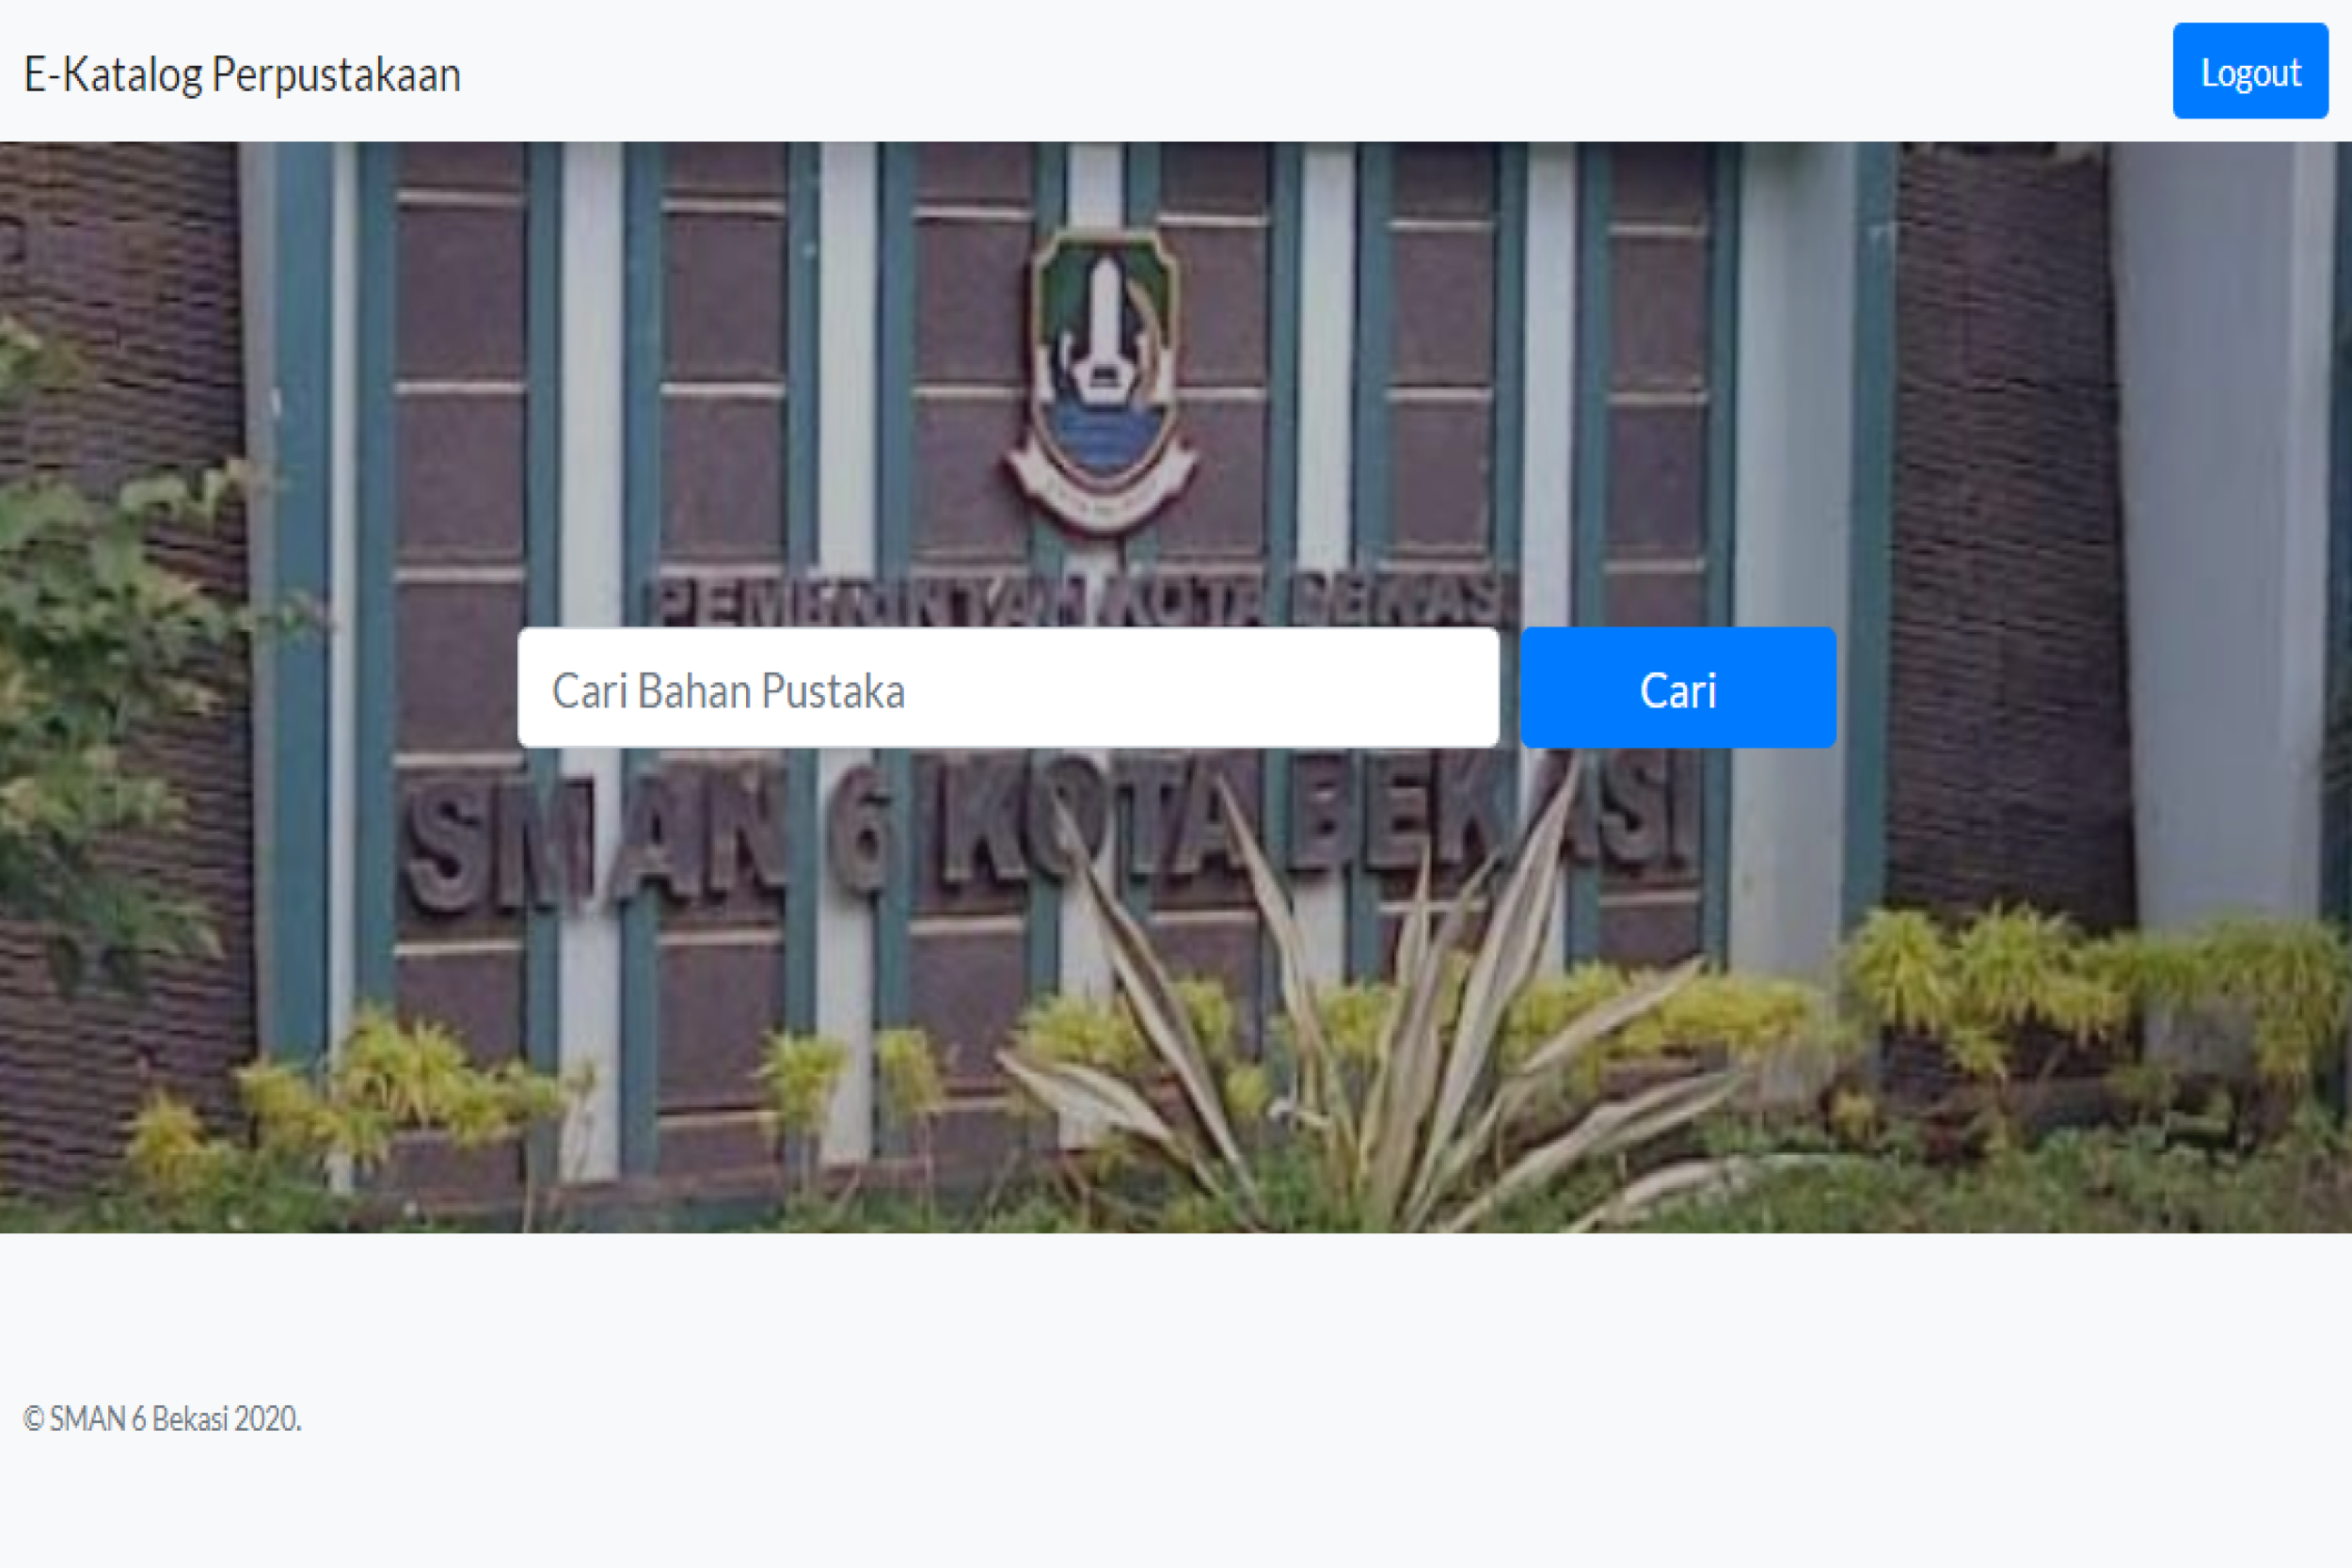 E-Katalog Perpustakaan
Logout
PEMERINTAH KOTA BEKASI
Cari Bahan Pustaka
Cari
SMAN 6 KOTA BEKASI
© SMAN 6 Bekasi 2020.